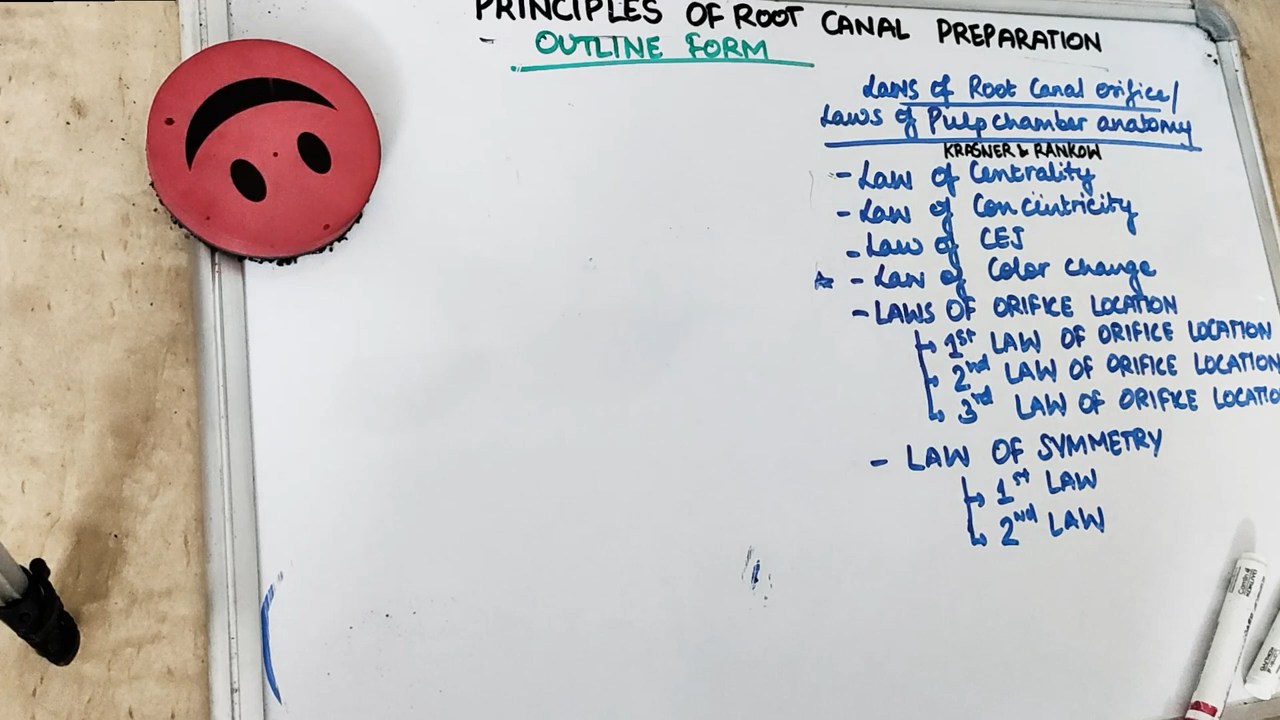 PRINCIPLES OF ROOT CANAL PREPARATION
- OUTLINE FORM
Laws of Root Canal orifice/
Laws of Pulp chamber anatomy
KRASNER & RANKOW
- Law of Centrality
- Law of Concintricity
- Law of CEJ
- Law of Color Change
- LAWS OF ORIFICE LOCATION
1st LAW OF ORIFICE LOCATION
2nd LAW OF ORIFICE LOCATION
3rd LAW OF ORIFICE LOCATIO
- LAW OF SYMMETRY
1st LAW
2nd LAW
Camlin